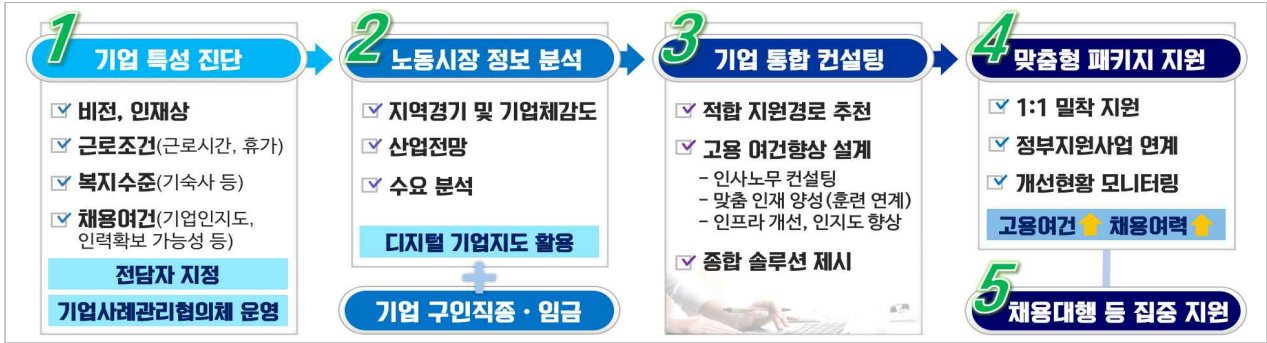 1 기업 특성 진단
비전, 인재상
근로조건(근로시간, 휴가)
복지수준(기숙사 등)
채용여건(기업인지도,
인력확보 가능성 등)
전담자 지정
기업사례관리협의체 운영
2 노동시장 정보 분석
지역경기 및 기업체감도
산업전망
수요 분석
디지털 기업지도 활용
+
기업 구인직종 · 임금
3 기업 통합 컨설팅
적합 지원경로 추천
고용 여건향상 설계
- 인사노무 컨설팅
- 맞춤 인재 양성(훈련 연계)
- 인프라 개선, 인지도 향상
종합 솔루션 제시
4 맞춤형 패키지 지원
1:1 밀착 지원
정부지원사업 연계
개선현황 모니터링
고용여건 채용여력
5 채용대행 등 집중 지원